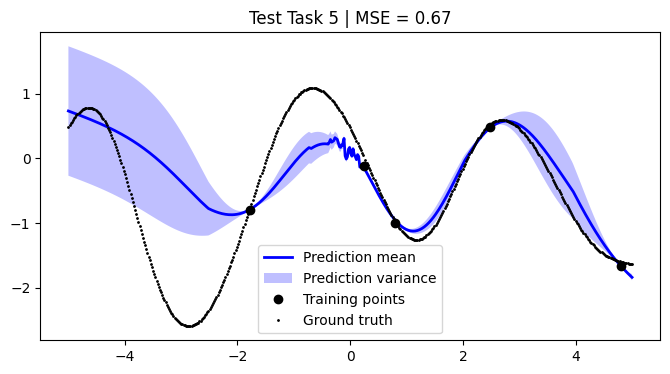 Test Task 5 | MSE = 0.67
1
0
−1
−2
Prediction mean
Prediction variance
Training points
Ground truth
−4 −2 0 2 4